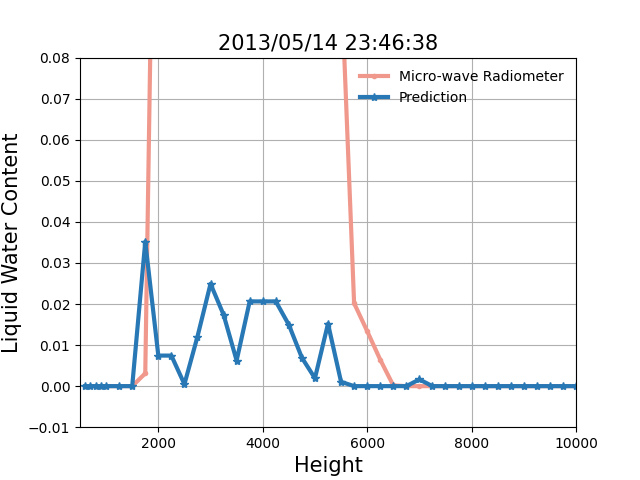 2013/05/14 23:46:38
Micro-wave Radiometer
Prediction
Liquid Water Content
0.08
0.07
0.06
0.05
0.04
0.03
0.02
0.01
0.00
−0.01
2000 4000 6000 8000 10000
Height